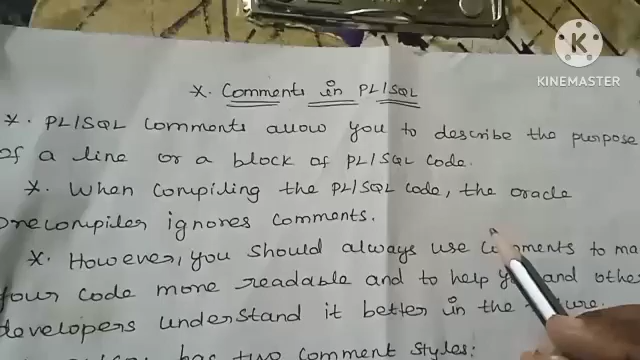 KINEMASTER
*. Comments in PL/SQL
*. PL/SQL comments allow you to describe the purpose
of a line or a block of PL/SQL code.
*. When compiling the PL/SQL code, the oracle
precompiler ignores comments.
*. However, you should always use comments to ma
your code more readable and to help you and other
developers understand it better in the future.
has two comment styles: